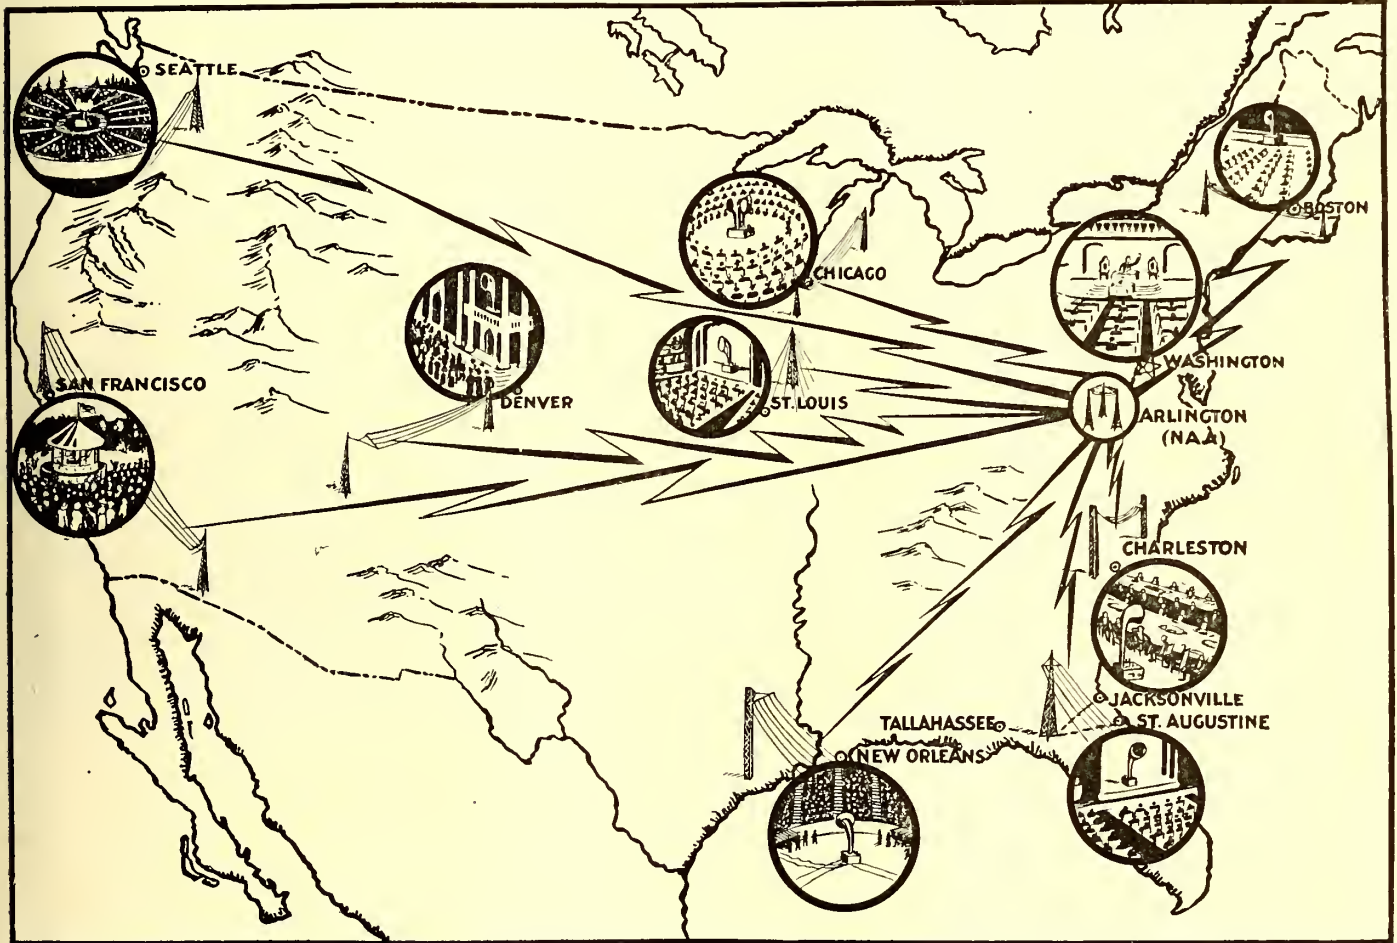 SEATTLE
BOSTON
CHICAGO
WASHINGTON
SAN FRANCISCO
DENVER
ST. LOUIS
ARLINGTON
(NAA)
CHARLESTON
JACKSONVILLE
TALLAHASSEE
ST. AUGUSTINE
NEW ORLEANS